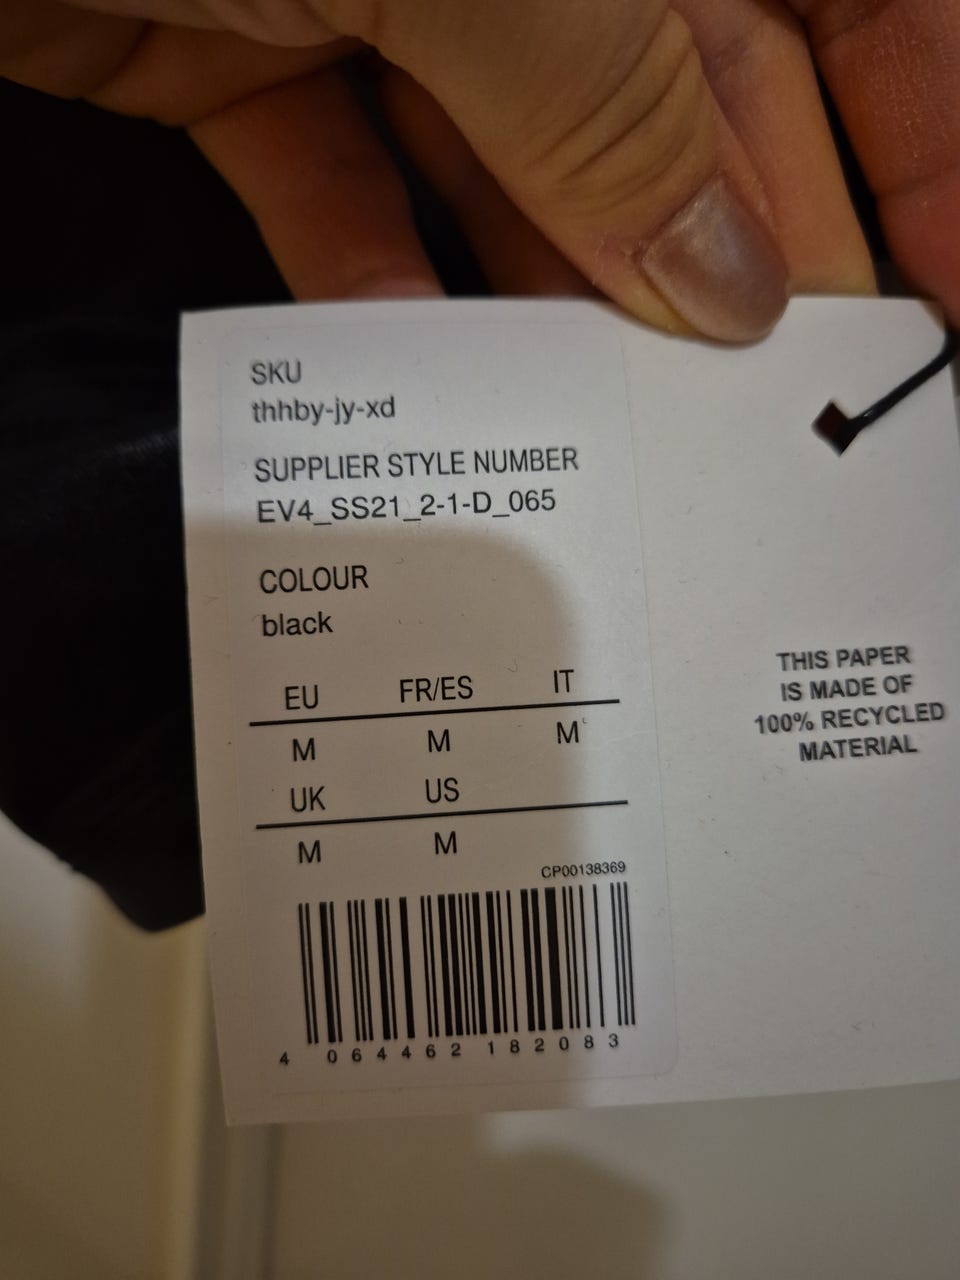 SKU
thhby-jy-xd
SUPPLIER STYLE NUMBER
EV4_SS21_2-1-D_065
COLOUR
black
EU FR/ES IT
M M M
UK US
M M
CP00138369
4 064462 182083
THIS PAPER
IS MADE OF
100% RECYCLED
MATERIAL